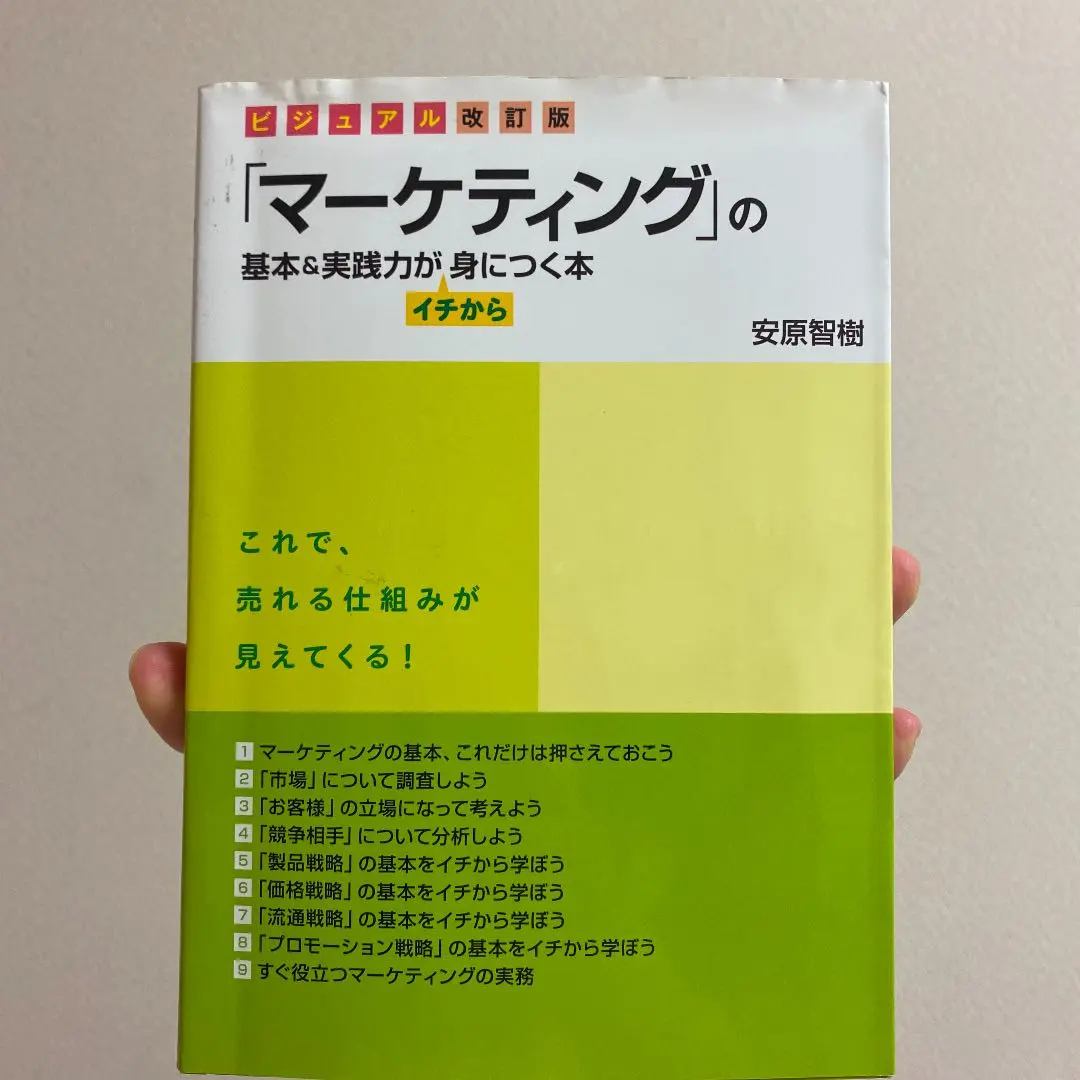 ビジュアル改訂版
「マーケティング」の
基本&実践力が身につく本
イチから
安原智樹
これで、
売れる仕組みが
見えてくる!
1 マーケティングの基本、これだけは押さえておこう
2 「市場」について調査しよう
3 「お客様」の立場になって考えよう
4 「競争相手」について分析しよう
5 「製品戦略」の基本をイチから学ぼう
6 「価格戦略」の基本をイチから学ぼう
7 「流通戦略」の基本をイチから学ぼう
8 「プロモーション戦略」の基本をイチから学ぼう
9 すぐ役立つマーケティングの実務